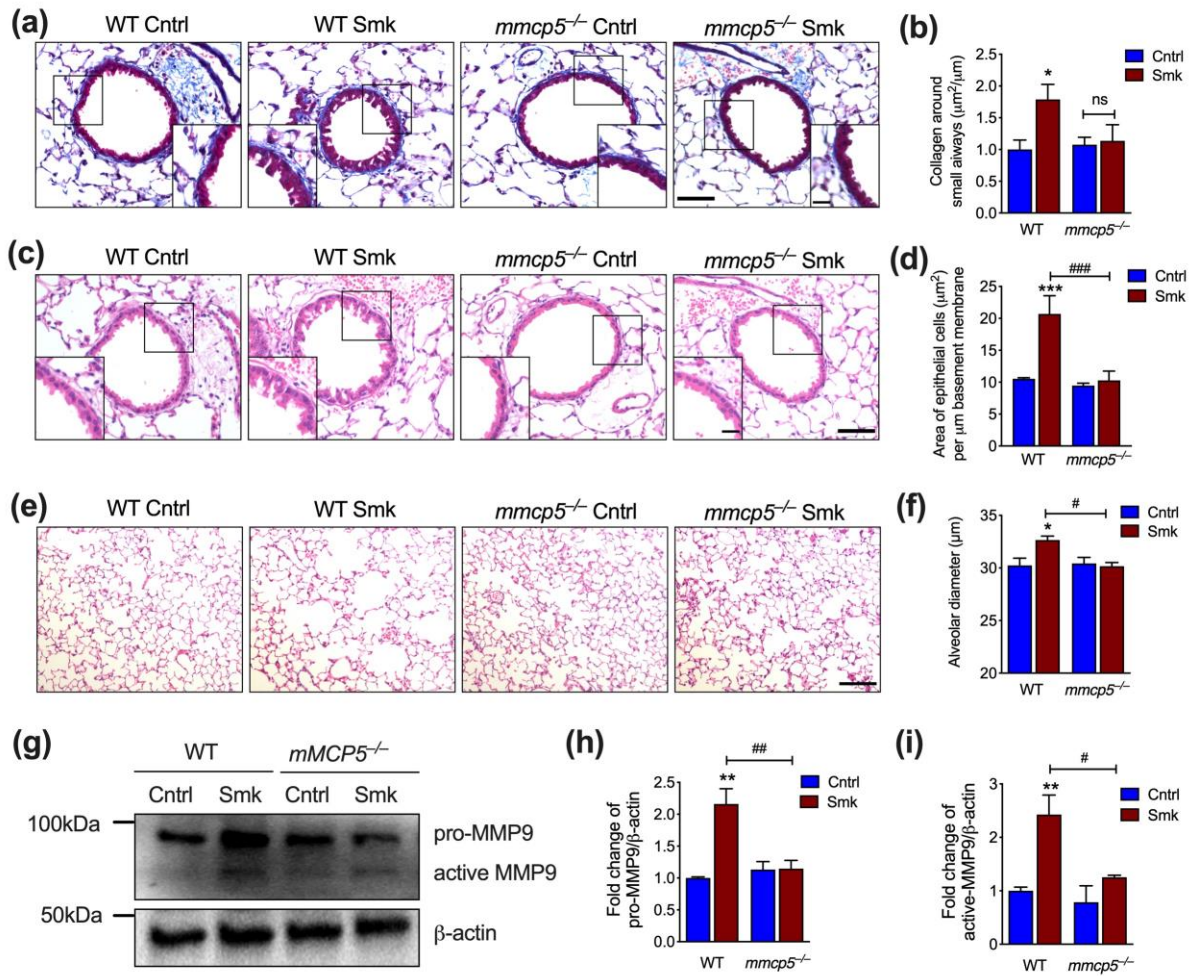 (a)
WT Cntrl
WT Smk
mmcp5–/– Cntrl
mmcp5–/– Smk
(b)
Collagen around
small aiways (μm²/μm)
2.5
2.0
1.5
1.0
0.5
0.0
*
ns
Cntrl
Smk
WT
mmcp5–/–
(c)
WT Cntrl
WT Smk
mmcp5–/– Cntrl
mmcp5–/– Smk
(d)
Area of epithelial cells (μm²)
per μm basement membrane
25
20
15
10
5
0
***
###
Cntrl
Smk
WT
mmcp5–/–
(e)
WT Cntrl
WT Smk
mmcp5–/– Cntrl
mmcp5–/– Smk
(f)
Alveolar diameter (μm)
35
30
25
20
*
#
Cntrl
Smk
WT
mmcp5–/–
(g)
WT
mMCP5–/–
Cntrl
Smk
Cntrl
Smk
100kDa
pro-MMP9
active MMP9
50kDa
β-actin
(h)
Fold change of
pro-MMP9/β-actin
2.5
2.0
1.5
1.0
0.5
0.0
**
##
Cntrl
Smk
WT
mmcp5–/–
(i)
Fold change of
active-MMP9/β-actin
3
2
1
0
**
#
Cntrl
Smk
WT
mmcp5–/–